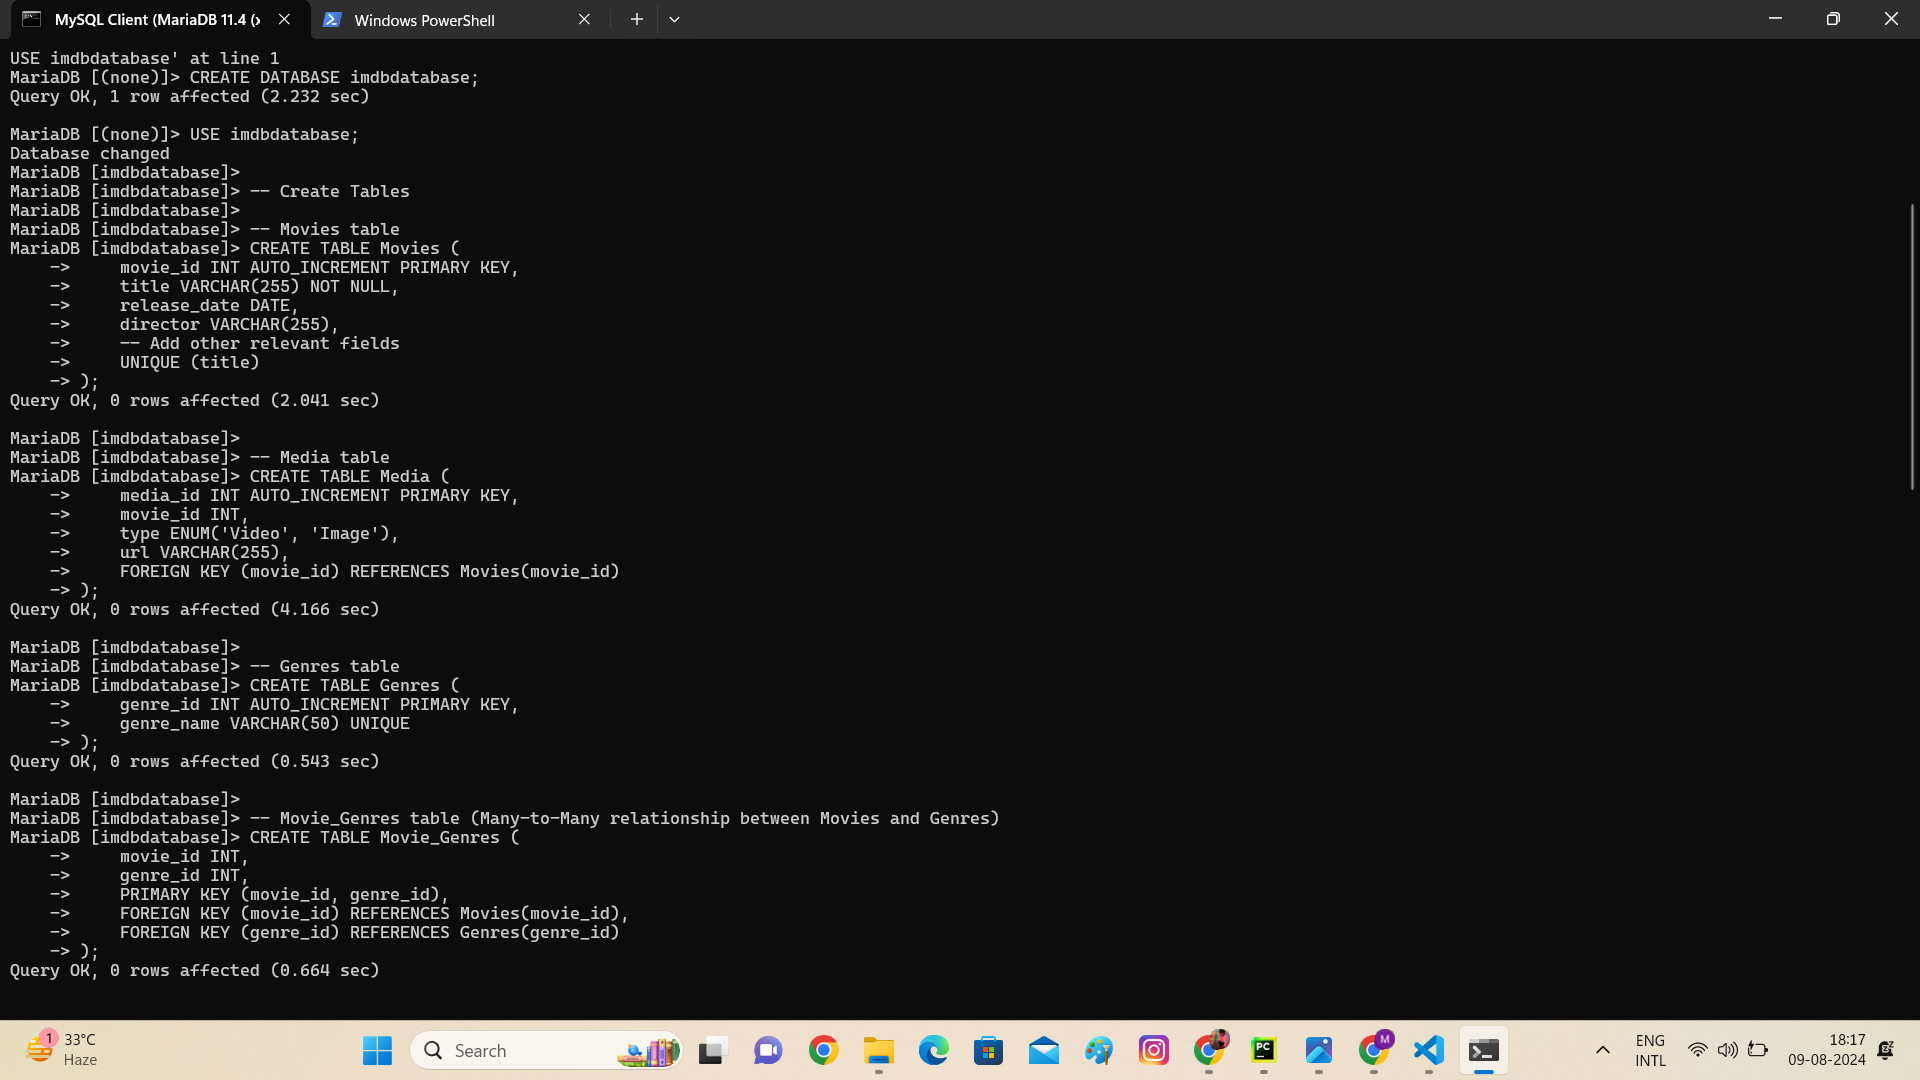 MySQL Client (MariaDB 11.4 (x
Windows PowerShell
USE imdbdatabase' at line 1
MariaDB [(none)]> CREATE DATABASE imdbdatabase;
Query OK, 1 row affected (2.232 sec)
MariaDB [(none)]> USE imdbdatabase;
Database changed
MariaDB [imdbdatabase]>
MariaDB [imdbdatabase]> -- Create Tables
MariaDB [imdbdatabase]>
MariaDB [imdbdatabase]> -- Movies table
MariaDB [imdbdatabase]> CREATE TABLE Movies (
    ->     movie_id INT AUTO_INCREMENT PRIMARY KEY,
    ->     title VARCHAR(255) NOT NULL,
    ->     release_date DATE,
    ->     director VARCHAR(255),
    ->     -- Add other relevant fields
    ->     UNIQUE (title)
    -> );
Query OK, 0 rows affected (2.041 sec)
MariaDB [imdbdatabase]>
MariaDB [imdbdatabase]> -- Media table
MariaDB [imdbdatabase]> CREATE TABLE Media (
    ->     media_id INT AUTO_INCREMENT PRIMARY KEY,
    ->     movie_id INT,
    ->     type ENUM('Video', 'Image'),
    ->     url VARCHAR(255),
    ->     FOREIGN KEY (movie_id) REFERENCES Movies(movie_id)
    -> );
Query OK, 0 rows affected (4.166 sec)
MariaDB [imdbdatabase]>
MariaDB [imdbdatabase]> -- Genres table
MariaDB [imdbdatabase]> CREATE TABLE Genres (
    ->     genre_id INT AUTO_INCREMENT PRIMARY KEY,
    ->     genre_name VARCHAR(50) UNIQUE
    -> );
Query OK, 0 rows affected (0.543 sec)
MariaDB [imdbdatabase]>
MariaDB [imdbdatabase]> -- Movie_Genres table (Many-to-Many relationship between Movies and Genres)
MariaDB [imdbdatabase]> CREATE TABLE Movie_Genres (
    ->     movie_id INT,
    ->     genre_id INT,
    ->     PRIMARY KEY (movie_id, genre_id),
    ->     FOREIGN KEY (movie_id) REFERENCES Movies(movie_id),
    ->     FOREIGN KEY (genre_id) REFERENCES Genres(genre_id)
    -> );
Query OK, 0 rows affected (0.664 sec)
1
33°C
Haze
Search
PC
M
ENG
INTL
18:17
09-08-2024